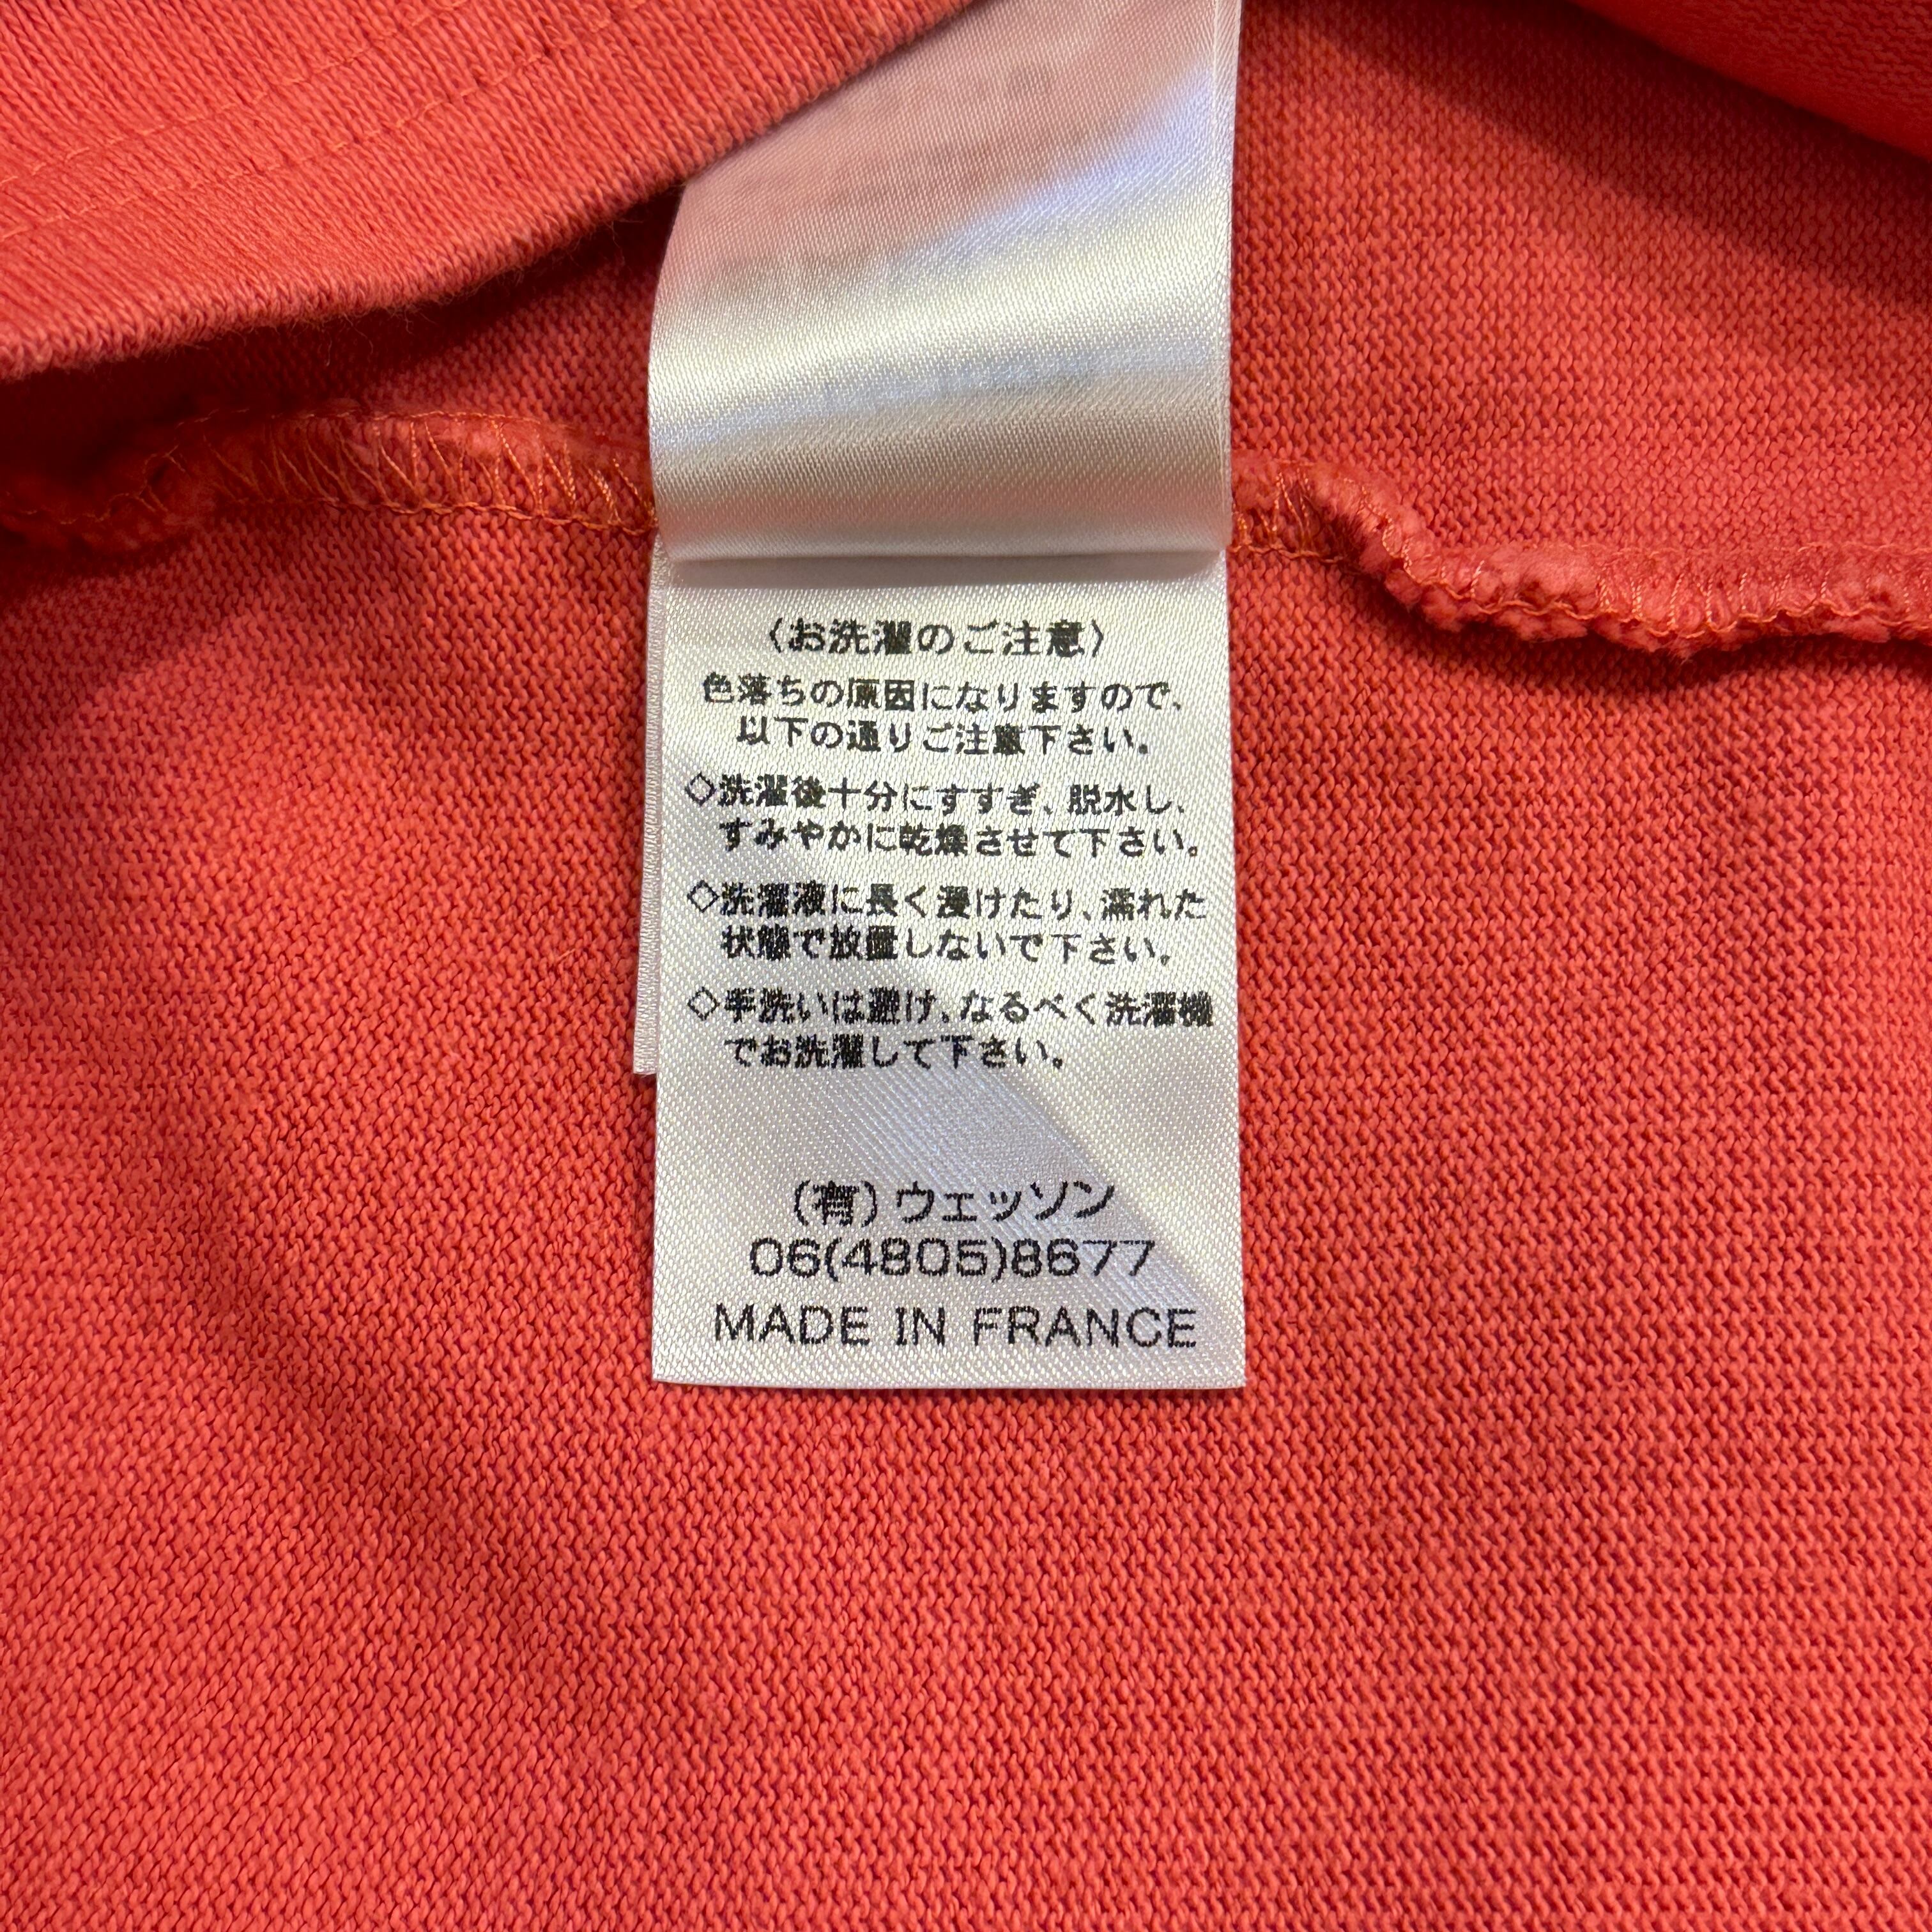 〈お洗濯のご注意〉
色落ちの原因になりますので、
以下の通りご注意下さい。
◇洗濯後十分にすすぎ、脱水し、
すみやかに乾燥させて下さい。
◇洗濯液に長く浸けたり、濡れた
状態で放置しないで下さい。
◇手洗いは避け、なるべく洗濯機
でお洗濯して下さい。
(有)ウェッソン
06(4805)8677
MADE IN FRANCE